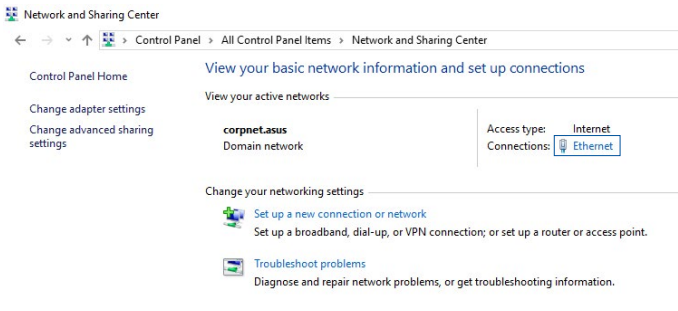 Network and Sharing Center
Control Panel > All Control Panel Items > Network and Sharing Center
Control Panel Home
Change adapter settings
Change advanced sharing
settings
View your basic network information and set up connections
View your active networks
corpnet.asus
Domain network
Access type: Internet
Connections: Ethernet
Change your networking settings
Set up a new connection or network
Set up a broadband, dial-up, or VPN connection; or set up a router or access point.
Troubleshoot problems
Diagnose and repair network problems, or get troubleshooting information.